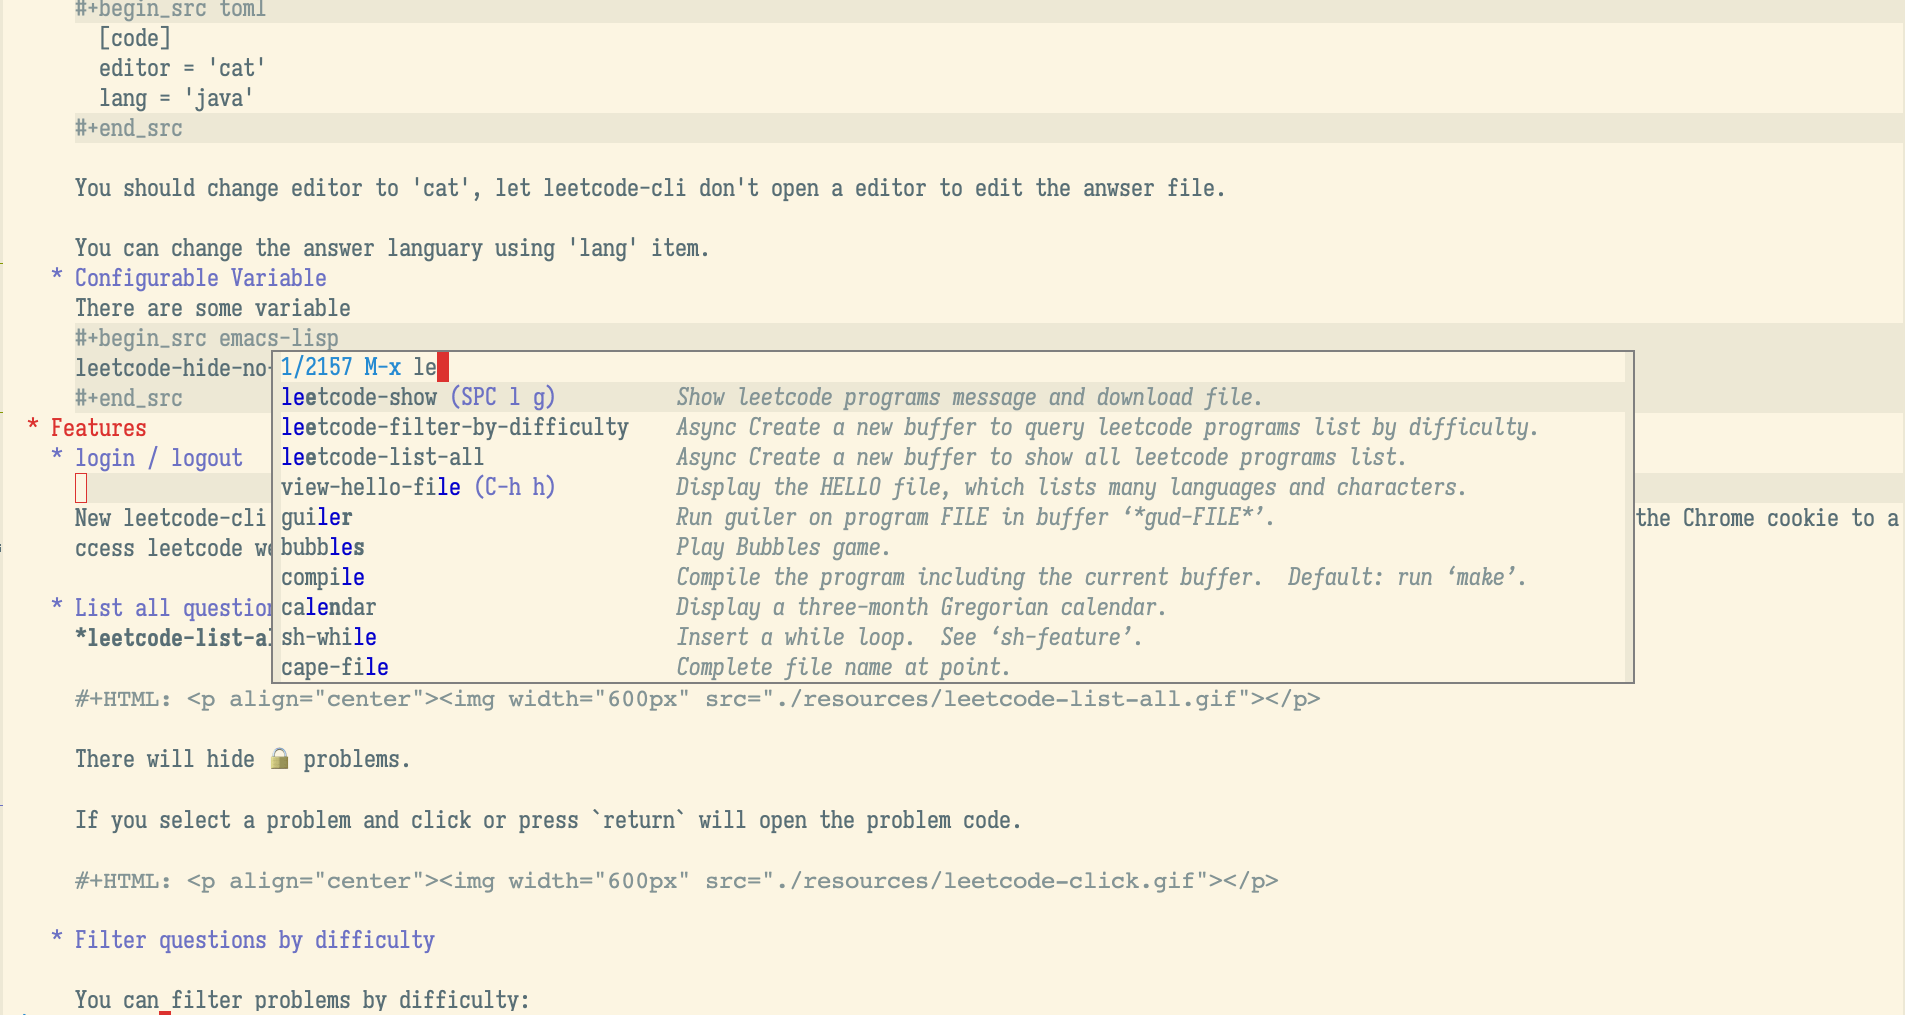 #+begin_src toml
[code]
editor = 'cat'
lang = 'java'
#+end_src
You should change editor to 'cat', let leetcode-cli don't open a editor to edit the anwser file.
You can change the answer languary using 'lang' item.
* Configurable Variable
There are some variable
#+begin_src emacs-lisp
leetcode-hide-no-
#+end_src
* Features
* login / logout
New leetcode-cli
the Chrome cookie to a
ccess leetcode we
* List all question
*leetcode-list-al
1/2157 M-x le
leetcode-show (SPC l g) Show leetcode programs message and download file.
leetcode-filter-by-difficulty Async Create a new buffer to query leetcode programs list by difficulty.
leetcode-list-all Async Create a new buffer to show all leetcode programs list.
view-hello-file (C-h h) Display the HELLO file, which lists many languages and characters.
guiler Run guiler on program FILE in buffer ‘*gud-FILE*’.
bubbles Play Bubbles game.
compile Compile the program including the current buffer.  Default: run ‘make’.
calendar Display a three-month Gregorian calendar.
sh-while Insert a while loop.  See ‘sh-feature’.
cape-file Complete file name at point.
#+HTML: <p align="center"><img width="600px" src="./resources/leetcode-list-all.gif"></p>
There will hide 🔒 problems.
If you select a problem and click or press `return` will open the problem code.
#+HTML: <p align="center"><img width="600px" src="./resources/leetcode-click.gif"></p>
* Filter questions by difficulty
You can filter problems by difficulty: